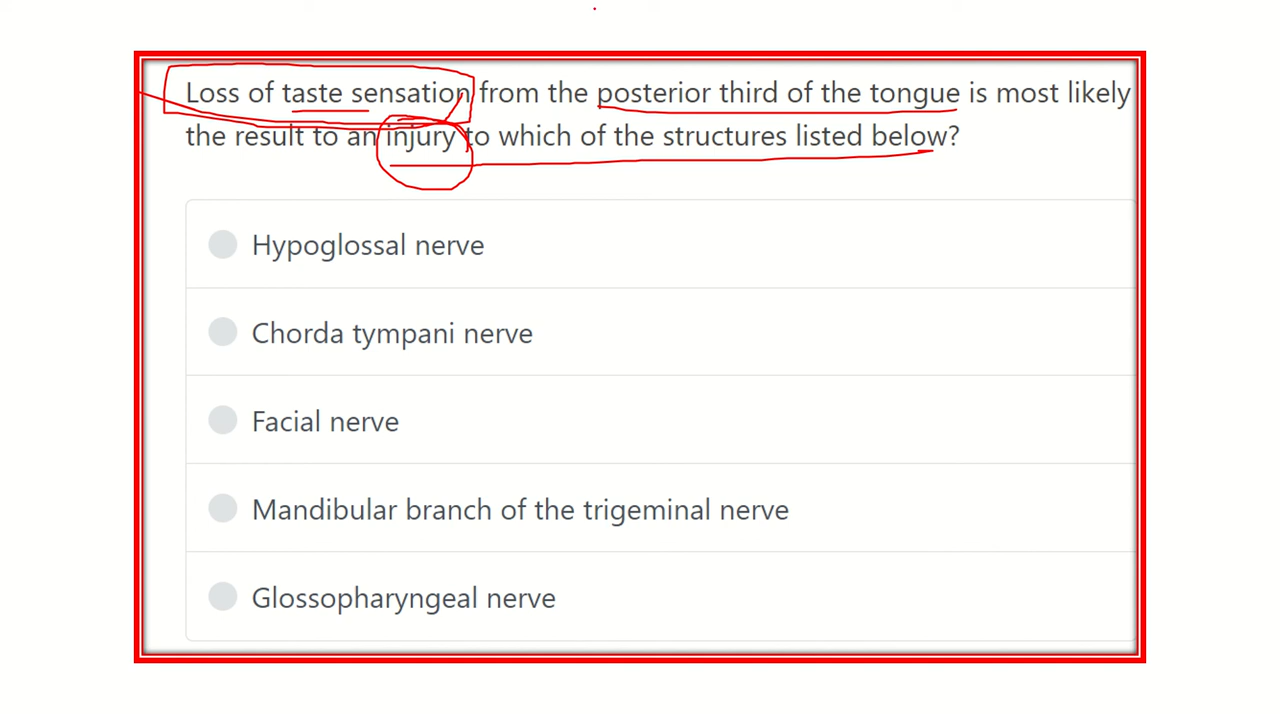 Loss of taste sensation from the posterior third of the tongue is most likely
the result to an injury to which of the structures listed below?
Hypoglossal nerve
Chorda tympani nerve
Facial nerve
Mandibular branch of the trigeminal nerve
Glossopharyngeal nerve